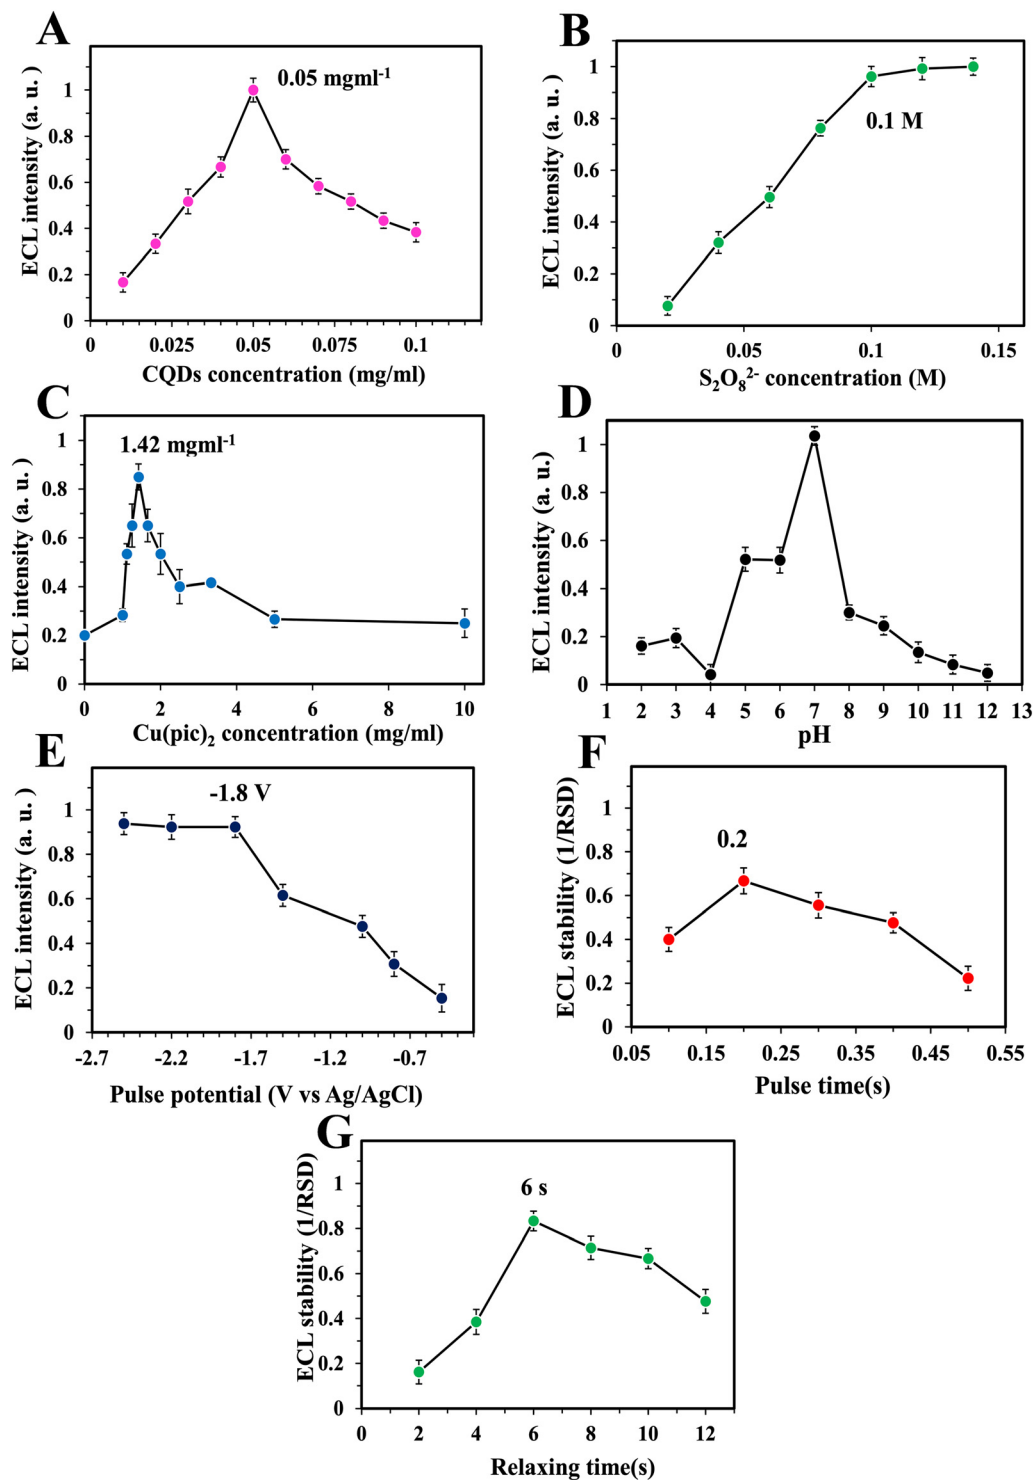 A
0.05 mgml-1
ECL intensity (a. u. )
1
0.8
0.6
0.4
0.2
0
0 0.025 0.05 0.075 0.1
CQDs concentration (mg/ml)
B
0.1 M
ECL intensity (a. u. )
1
0.8
0.6
0.4
0.2
0
0 0.05 0.1 0.15
S₂O₈²⁻ concentration (M)
C
1.42 mgml-1
ECL intensity (a. u. )
1
0.8
0.6
0.4
0.2
0
0 2 4 6 8 10
Cu(pic)₂ concentration (mg/ml)
D
ECL intensity (a. u.)
1
0.8
0.6
0.4
0.2
0
1 2 3 4 5 6 7 8 9 10 11 12 13
pH
E
-1.8 V
ECL intensity (a. u. )
1
0.8
0.6
0.4
0.2
0
-2.7 -2.2 -1.7 -1.2 -0.7
Pulse potential (V vs Ag/AgCl)
F
0.2
ECL stability (1/RSD)
1
0.8
0.6
0.4
0.2
0
0.05 0.15 0.25 0.35 0.45 0.55
Pulse time(s)
G
6 s
ECL stability (1/RSD)
1
0.8
0.6
0.4
0.2
0
0 2 4 6 8 10 12
Relaxing time(s)